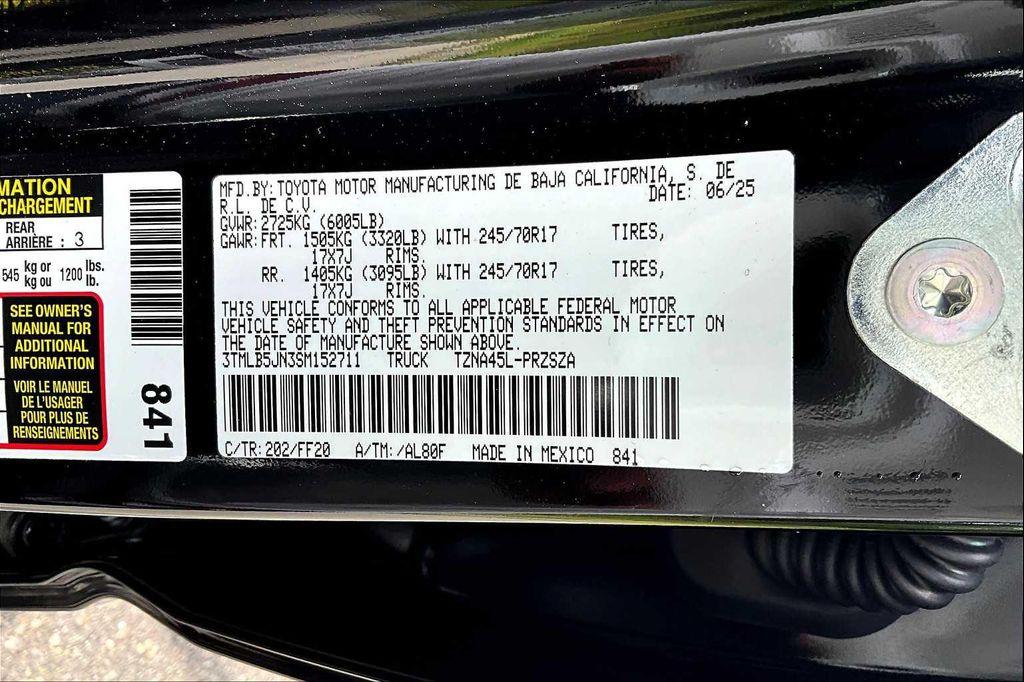 MATION
CHARGEMENT
REAR
ARRIÈRE : 3
545 kg or kg ou 1200 lbs. lb.
SEE OWNER'S
MANUAL FOR
ADDITIONAL
INFORMATION
VOIR LE MANUEL
DE L'USAGER
POUR PLUS DE
RENSEIGNEMENTS
841
MFD.BY:TOYOTA MOTOR MANUFACTURING DE BAJA CALIFORNIA, S. DE
R.L. DE C.V. DATE: 06/25
GVWR:2725KG (6005LB)
GAWR:FRT. 1505KG (3320LB) WITH 245/70R17 TIRES,
17X7J RIMS.
RR. 1405KG (3095LB) WITH 245/70R17 TIRES,
17X7J RIMS.
THIS VEHICLE CONFORMS TO ALL APPLICABLE FEDERAL MOTOR
VEHICLE SAFETY AND THEFT PREVENTION STANDARDS IN EFFECT ON
THE DATE OF MANUFACTURE SHOWN ABOVE.
3TMLB5JN3SM152711 TRUCK TZNA45L-PRZSZA
C/TR:202/FF20 A/TM:/AL80F MADE IN MEXICO 841